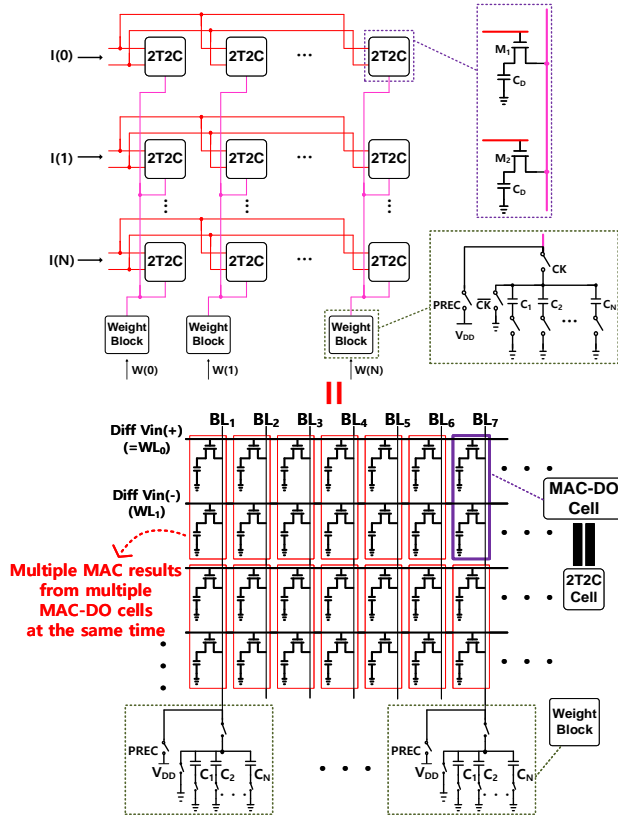 I(0)
2T2C
2T2C
...
2T2C
M1
CD
I(1)
2T2C
2T2C
...
2T2C
M2
CD
I(N)
2T2C
2T2C
...
2T2C
CK
PREC
CK
C1
C2
CN
...
VDD
Weight
Block
Weight
Block
Weight
Block
W(0)
W(1)
W(N)
=
BL1
BL2
BL3
BL4
BL5
BL6
BL7
Diff Vin(+)
(=WL0)
Diff Vin(-)
(WL1)
MAC-DO
Cell
2T2C
Cell
Multiple MAC results
from multiple
MAC-DO cells
at the same time
PREC
VDD
C1
C2
CN
...
PREC
VDD
C1
C2
CN
...
Weight
Block